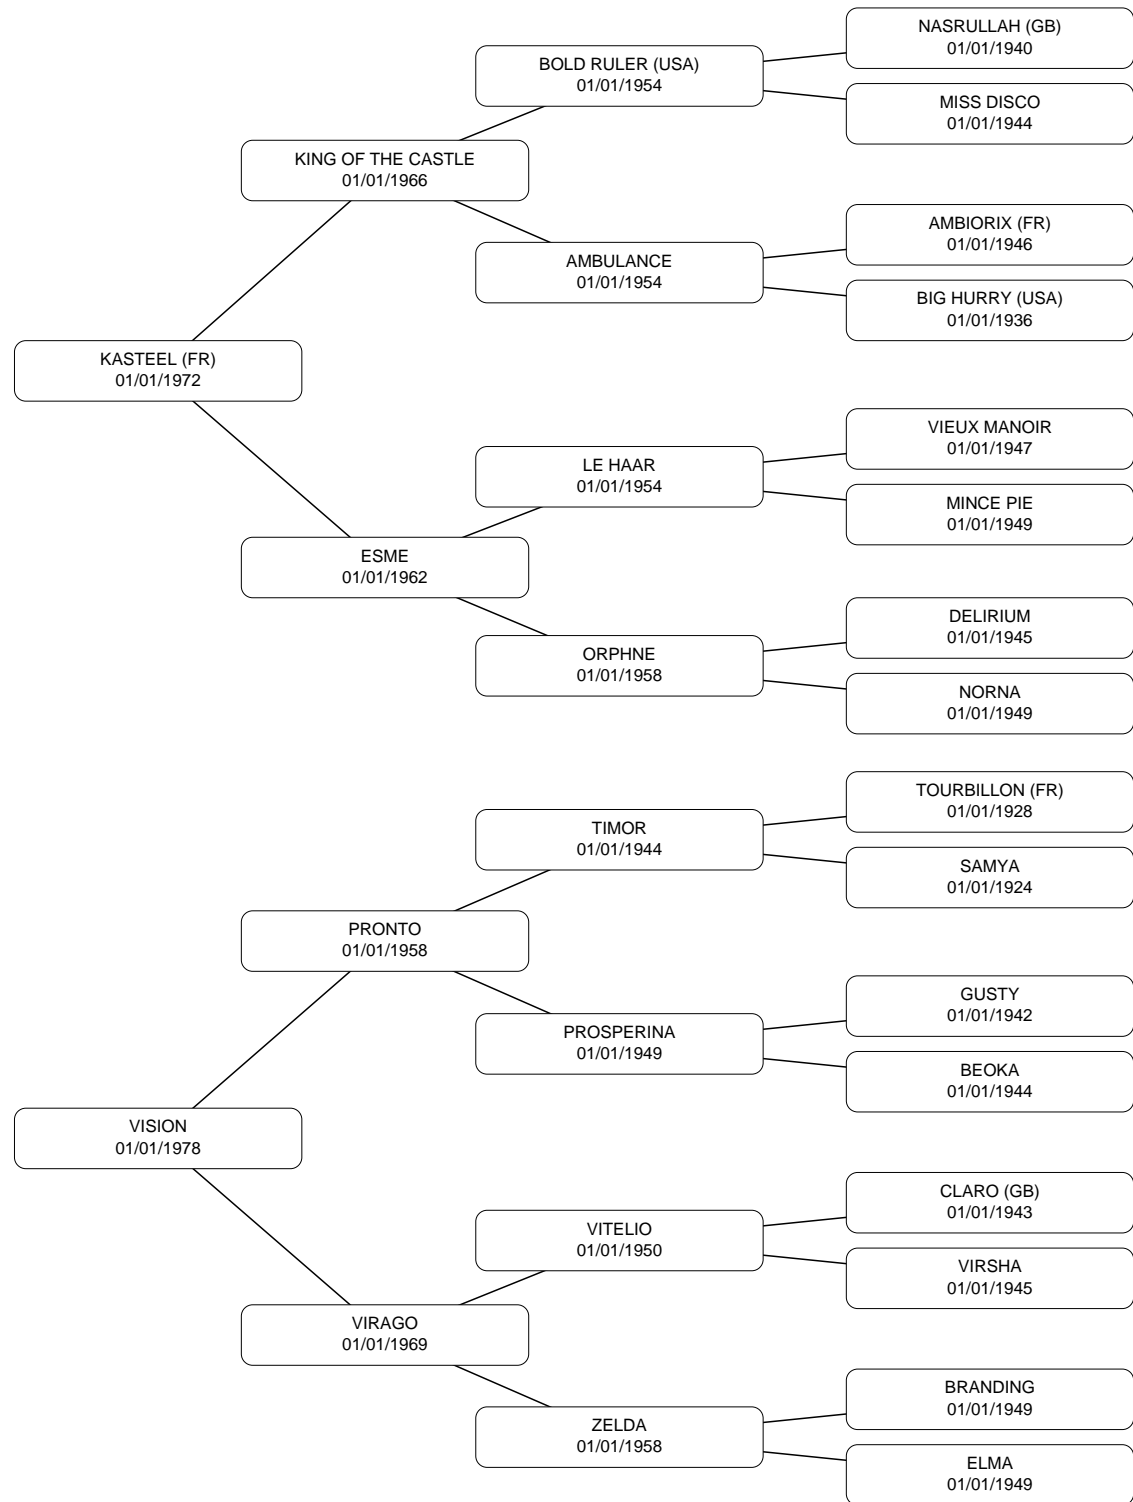 NASRULLAH (GB)
01/01/1940
BOLD RULER (USA)
01/01/1954
MISS DISCO
01/01/1944
KING OF THE CASTLE
01/01/1966
AMBIORIX (FR)
01/01/1946
AMBULANCE
01/01/1954
BIG HURRY (USA)
01/01/1936
KASTEEL (FR)
01/01/1972
VIEUX MANOIR
01/01/1947
LE HAAR
01/01/1954
MINCE PIE
01/01/1949
ESME
01/01/1962
DELIRIUM
01/01/1945
ORPHNE
01/01/1958
NORNA
01/01/1949
TOURBILLON (FR)
01/01/1928
TIMOR
01/01/1944
SAMYA
01/01/1924
PRONTO
01/01/1958
GUSTY
01/01/1942
PROSPERINA
01/01/1949
BEOKA
01/01/1944
VISION
01/01/1978
CLARO (GB)
01/01/1943
VITELIO
01/01/1950
VIRSHA
01/01/1945
VIRAGO
01/01/1969
BRANDING
01/01/1949
ZELDA
01/01/1958
ELMA
01/01/1949